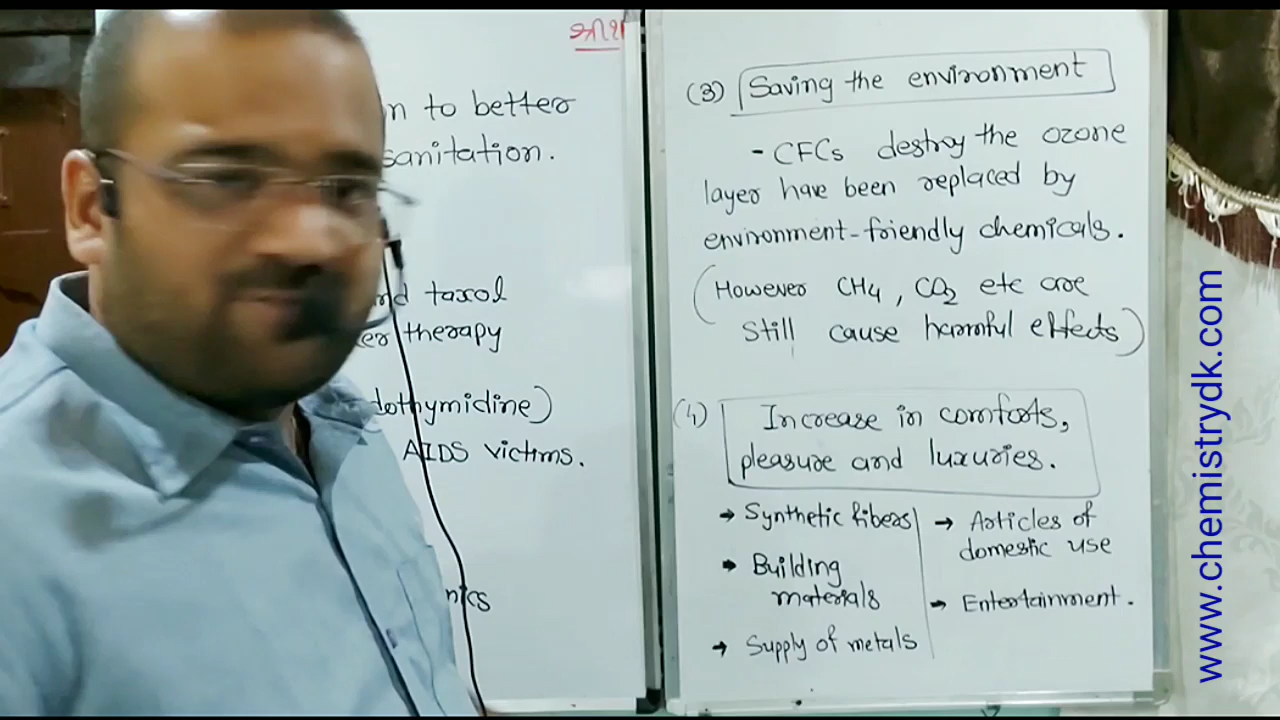 श्री
n to better
sanitation.
nd taxol
er therapy
dothymidine)
AIDS victims.
nics
(3) Saving the environment
- CFCs destroy the ozone
layer have been replaced by
environment-friendly chemicals.
(However CH4, CO2 etc are
Still cause harmful effects)
(4) Increase in comforts,
pleasure and luxuries.
→ Synthetic fibers
→ Building
materials
→ Supply of metals
→ Articles of
domestic use
→ Entertainment.
www.chemistrydk.com